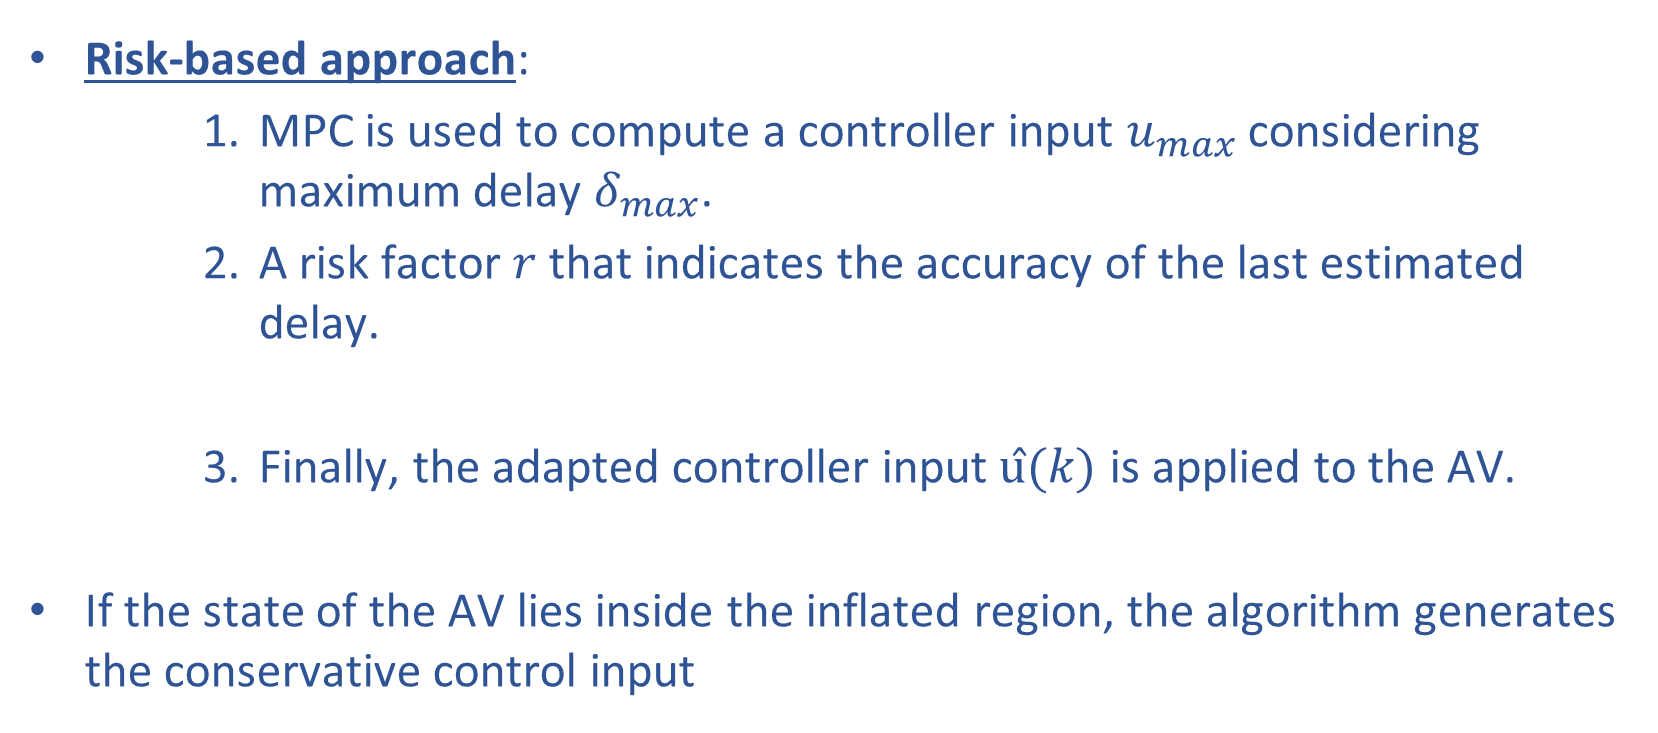 • Risk-based approach:
1. MPC is used to compute a controller input 𝑢𝑚𝑎𝑥 considering
maximum delay 𝛿𝑚𝑎𝑥.
2. A risk factor 𝑟 that indicates the accuracy of the last estimated
delay.
3. Finally, the adapted controller input û(𝑘) is applied to the AV.
• If the state of the AV lies inside the inflated region, the algorithm generates
the conservative control input